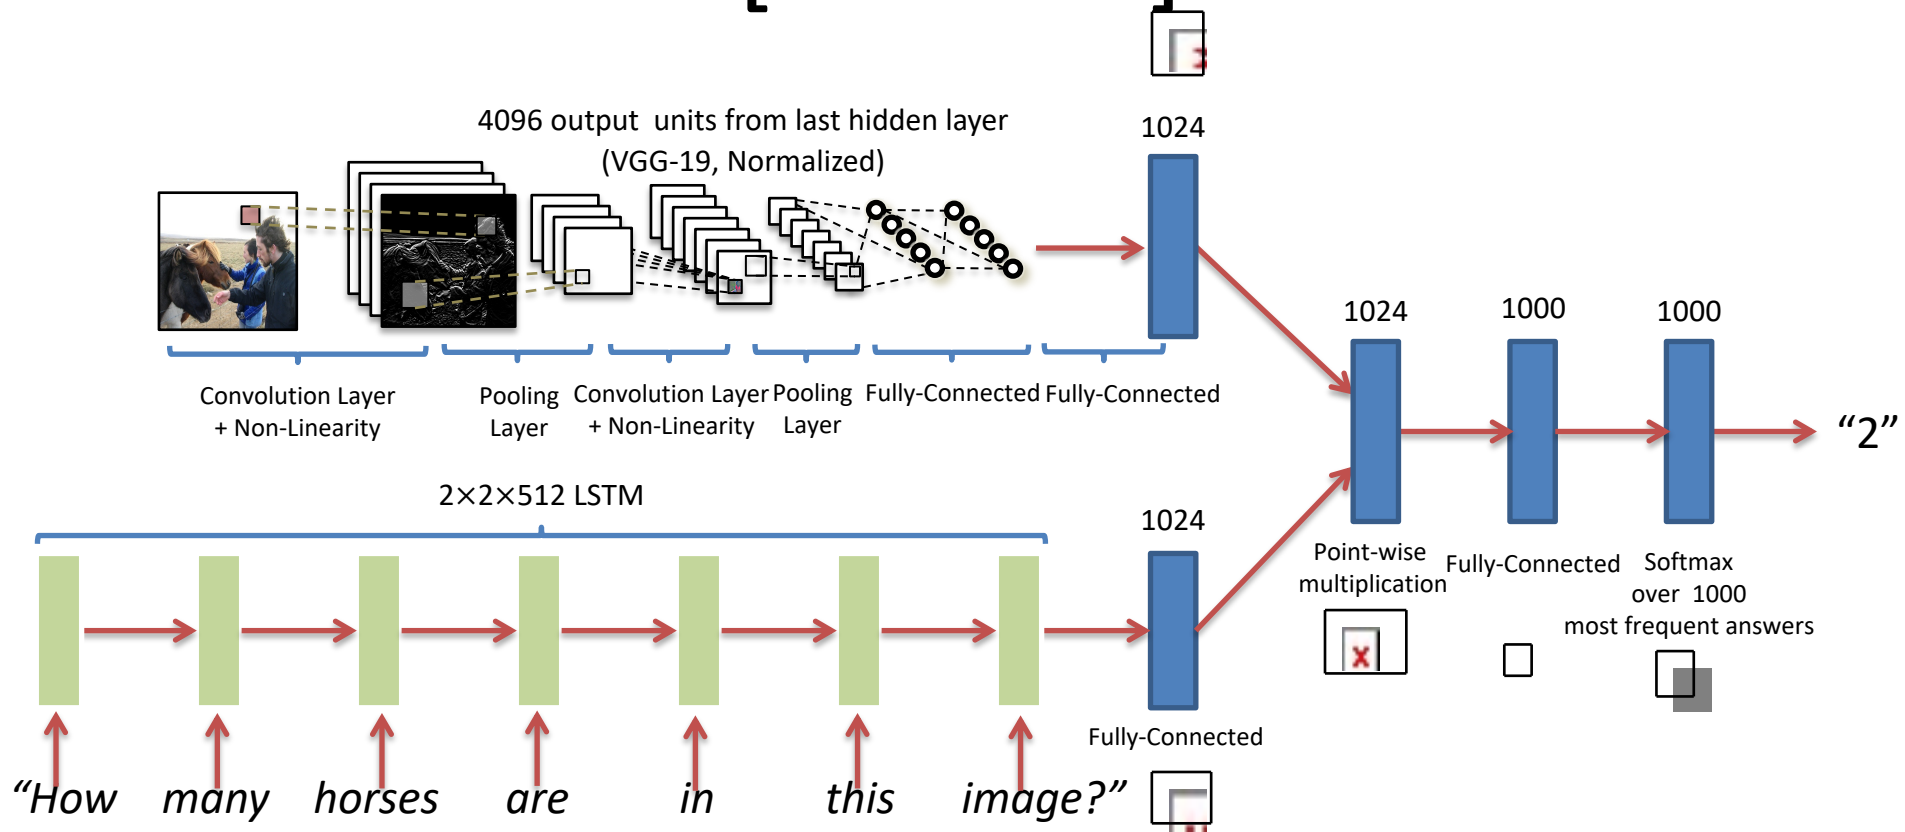 4096 output units from last hidden layer
(VGG-19, Normalized)
1024
Convolution Layer
+ Non-Linearity
Pooling
Layer
Convolution Layer
+ Non-Linearity
Pooling
Layer
Fully-Connected
Fully-Connected
2×2×512 LSTM
1024
Fully-Connected
1024
Point-wise
multiplication
1000
Fully-Connected
1000
Softmax
over 1000
most frequent answers
“2”
“How many horses are in this image?”